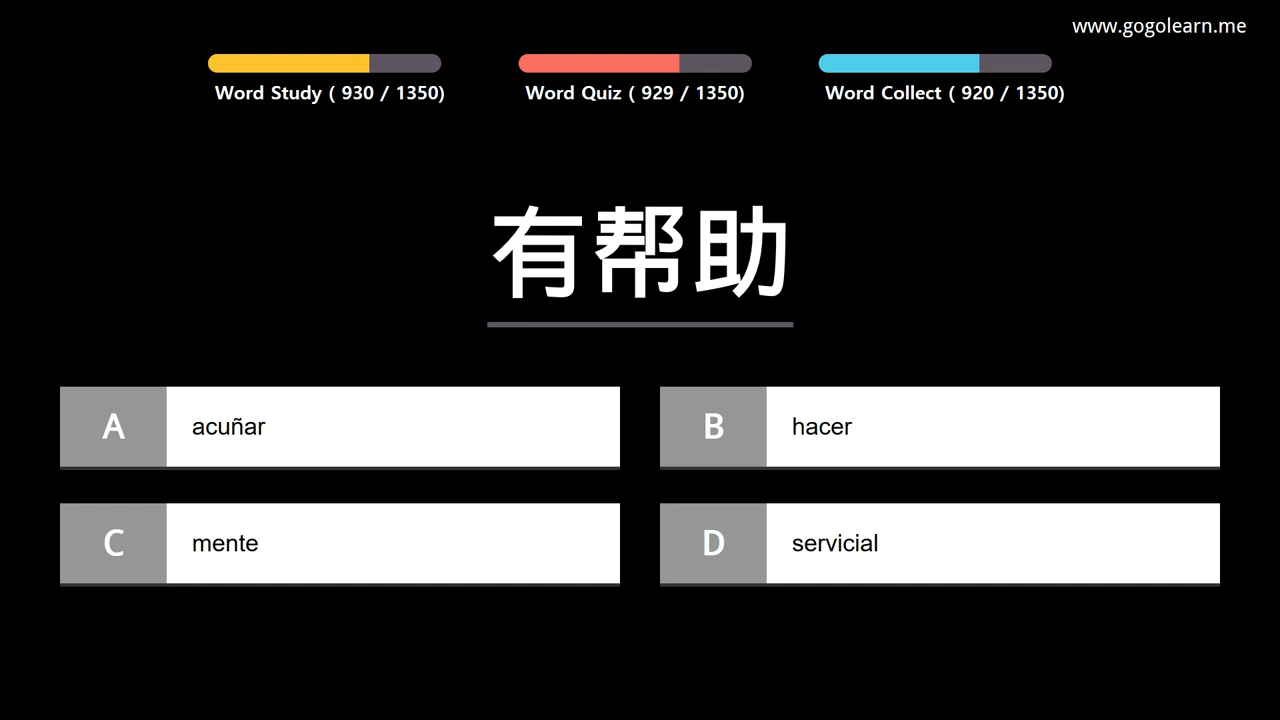 www.gogolearn.me
Word Study ( 930 / 1350)
Word Quiz ( 929 / 1350)
Word Collect ( 920 / 1350)
有帮助
A acuñar
B hacer
C mente
D servicial